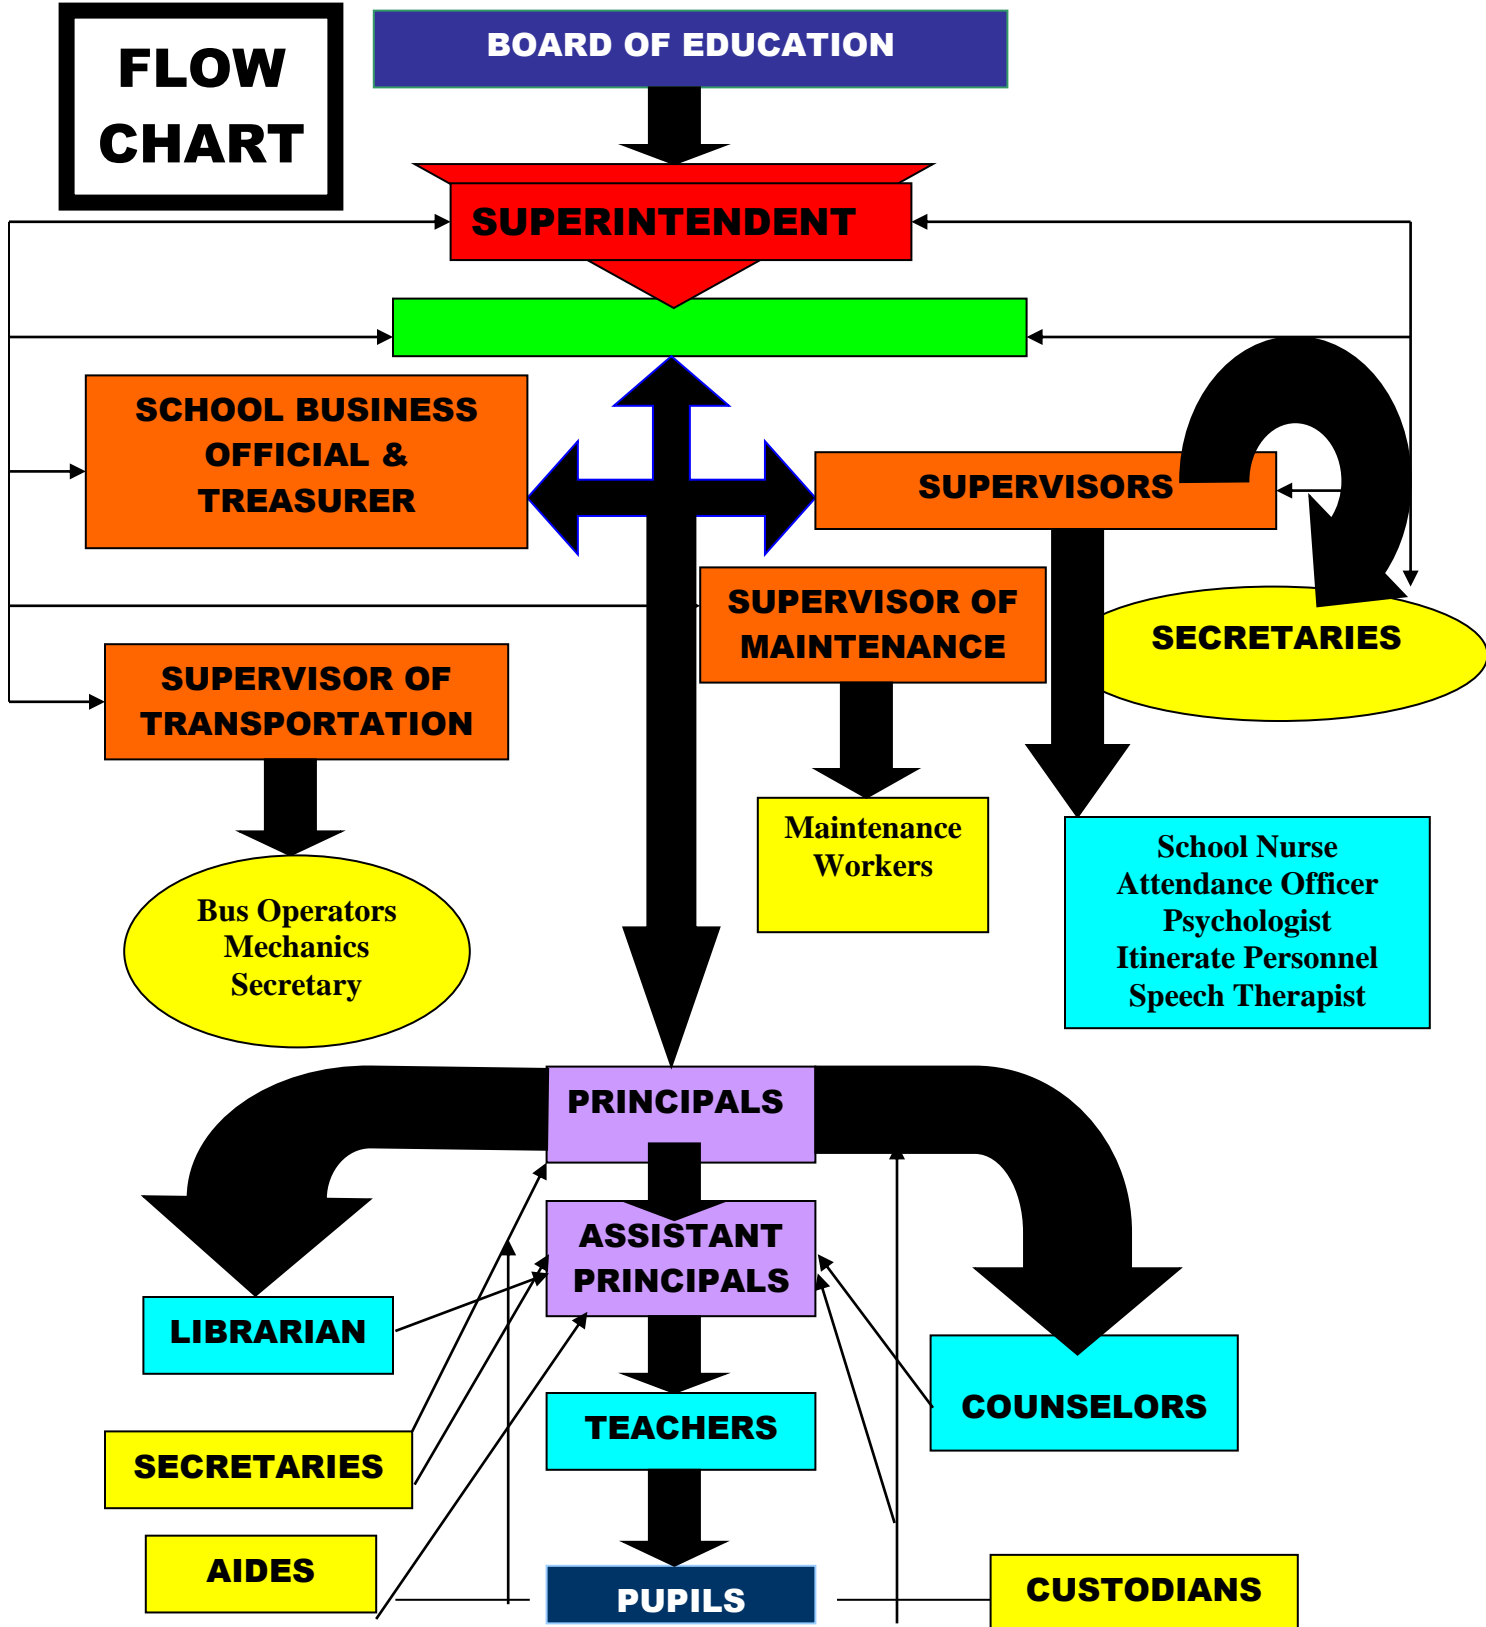 FLOW
CHART
BOARD OF EDUCATION
SUPERINTENDENT
SCHOOL BUSINESS
OFFICIAL &
TREASURER
SUPERVISORS
SUPERVISOR OF
MAINTENANCE
SECRETARIES
SUPERVISOR OF
TRANSPORTATION
Maintenance
Workers
School Nurse
Attendance Officer
Psychologist
Itinerate Personnel
Speech Therapist
Bus Operators
Mechanics
Secretary
PRINCIPALS
ASSISTANT
PRINCIPALS
LIBRARIAN
COUNSELORS
TEACHERS
SECRETARIES
AIDES
PUPILS
CUSTODIANS